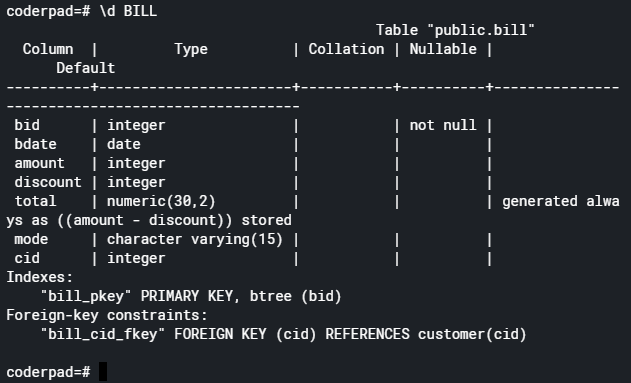 coderpad=# \d BILL
                                      Table "public.bill"
  Column  |         Type          | Collation | Nullable |
      Default
----------+-----------------------+-----------+----------+---------------
----------------------------------
 bid      | integer               |           | not null |
 bdate    | date                  |           |          |
 amount   | integer               |           |          |
 discount | integer               |           |          |
 total    | numeric(30,2)         |           |          | generated alwa
ys as ((amount - discount)) stored
 mode     | character varying(15) |           |          |
 cid      | integer               |           |          |
Indexes:
    "bill_pkey" PRIMARY KEY, btree (bid)
Foreign-key constraints:
    "bill_cid_fkey" FOREIGN KEY (cid) REFERENCES customer(cid)
coderpad=#